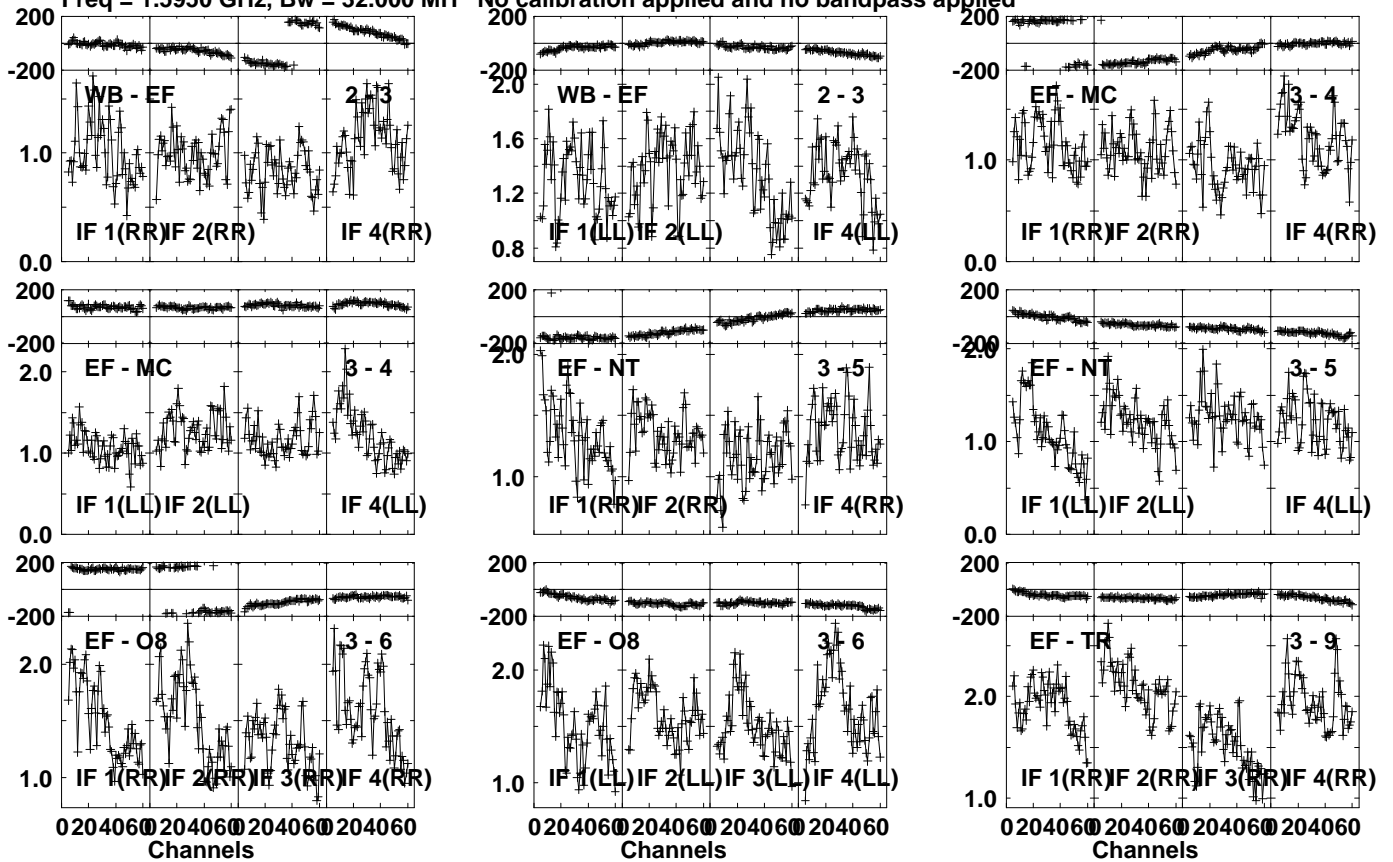 Freq = 1.5950 GHz, Bw = 32.000 MH No calibration applied and no bandpass applied
200
-200
WB - EF 2 - 3
1.0
IF 1(RR) IF 2(RR) IF 4(RR)
0.0
200
-200
2.0
WB - EF 2 - 3
1.6
1.2
IF 1(LL) IF 2(LL) IF 4(LL)
0.8
200
-200
EF - MC 3 - 4
1.0
IF 1(RR) IF 2(RR) IF 4(RR)
0.0
200
-200
EF - MC 3 - 4
2.0
1.0
IF 1(LL) IF 2(LL) IF 4(LL)
0.0
200
-200
2.0
EF - NT 3 - 5
1.0
IF 1(RR) IF 2(RR) IF 4(RR)
200
-200
2.0
EF - NT 3 - 5
1.0
IF 1(LL) IF 2(LL) IF 4(LL)
0.0
200
-200
EF - O8 3 - 6
2.0
1.0
IF 1(RR) IF 2(RR) IF 3(RR) IF 4(RR)
0 20 40 60 0 20 40 60 0 20 40 60 0 20 40 60
Channels
200
-200
EF - O8 3 - 6
2.0
1.0
IF 1(LL) IF 2(LL) IF 3(LL) IF 4(LL)
0 20 40 60 0 20 40 60 0 20 40 60 0 20 40 60
Channels
200
-200
EF - TR 3 - 9
2.0
1.0
IF 1(RR) IF 2(RR) IF 3(RR) IF 4(RR)
0 20 40 60 0 20 40 60 0 20 40 60 0 20 40 60
Channels